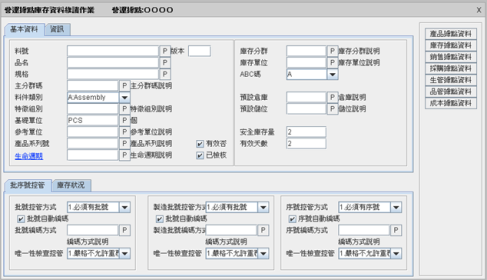 營運據點庫存資料維護作業 營運據點:OOOO X
基本資料 資訊
料號 P 版本
品名 P
規格 P
主分群碼 P 主分群碼說明
料件類別 A:Assembly
特徵組別 P 特徵組別說明
基礎單位 PCS P 個
參考單位 P 參考單位說明
產品系列號 P 產品系列說明 有效否
生命週期 P 生命週期說明 已檢核
庫存分群 P 庫存分群說明
庫存單位 P 庫存單位說明
ABC碼 A
預設倉庫 P 倉庫說明
預設儲位 P 儲位說明
安全庫存量 2
有效天數 2
產品據點資料
庫存據點資料
銷售據點資料
採購據點資料
生管據點資料
品管據點資料
成本據點資料
批序號控管 庫存狀況
批號控管方式 1.必須有批號
批號自動編碼
批號編碼方式 P
編碼方式說明
唯一性檢查控管 1.嚴格不允許重複
製造批號控管方式 1.必須有批號
製造批號自動編碼
製造批號編碼方式 P
編碼方式說明
唯一性檢查控管 1.嚴格不允許重複
序號控管方式 1.必須有序號
序號自動編碼
序號編碼方式 P
編碼方式說明
唯一性檢查控管 1.嚴格不允許重複